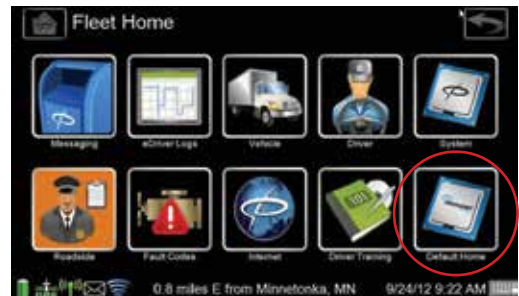 Fleet Home
Messaging eDriver Logs Vehicle Driver System
101
Roadside Fault Codes Internet Driver Training Default Home
0.8 miles E from Minnetonka, MN 9/24/12 9:22 AM